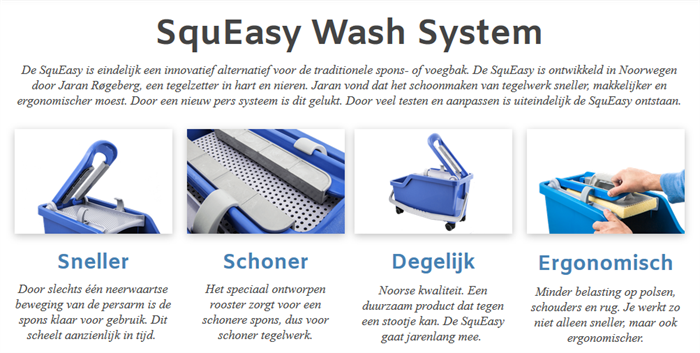 SquEasy Wash System
De SquEasy is eindelijk een innovatief alternatief voor de traditionele spons- of voegbak. De SquEasy is ontwikkeld in Noorwegen
door Jaran Røgeberg, een tegelzetter in hart en nieren. Jaran vond dat het schoonmaken van tegelwerk sneller, makkelijker en
ergonomischer moest. Door een nieuw pers systeem is dit gelukt. Door veel testen en aanpassen is uiteindelijk de SquEasy ontstaan.
Sneller
Door slechts één neerwaartse
beweging van de persarm is de
spons klaar voor gebruik. Dit
scheelt aanzienlijk in tijd.
Schoner
Het speciaal ontworpen
rooster zorgt voor een
schonere spons, dus voor
schoner tegelwerk.
Degelijk
Noorse kwaliteit. Een
duurzaam product dat tegen
een stootje kan. De SquEasy
gaat jarenlang mee.
Ergonomisch
Minder belasting op polsen,
schouders en rug. Je werkt zo
niet alleen sneller, maar ook
ergonomischer.